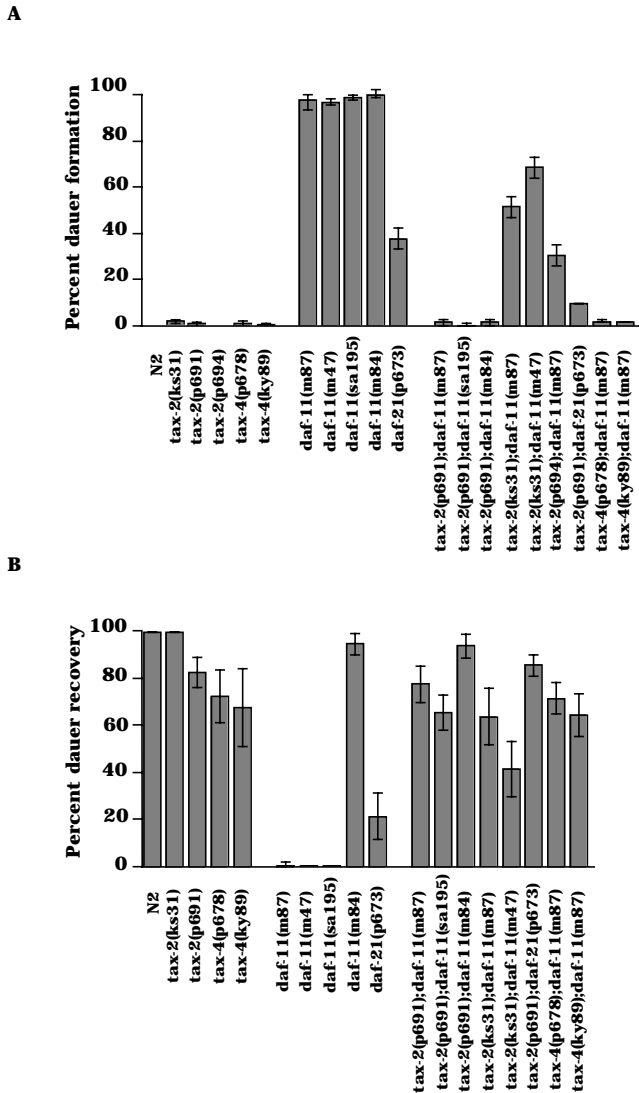 A
Percent dauer formation
100
80
60
40
20
0
N2
tax-2(ks31)
tax-2(p691)
tax-2(p694)
tax-4(p678)
tax-4(ky89)
daf-11(m87)
daf-11(m47)
daf-11(sa195)
daf-11(m84)
daf-21(p673)
tax-2(p691);daf-11(m87)
tax-2(p691);daf-11(sa195)
tax-2(p691);daf-11(m84)
tax-2(ks31);daf-11(m87)
tax-2(ks31);daf-11(m47)
tax-2(p694);daf-11(m87)
tax-2(p691);daf-21(p673)
tax-4(p678);daf-11(m87)
tax-4(ky89);daf-11(m87)
B
Percent dauer recovery
100
80
60
40
20
0
N2
tax-2(ks31)
tax-2(p691)
tax-4(p678)
tax-4(ky89)
daf-11(m87)
daf-11(m47)
daf-11(sa195)
daf-11(m84)
daf-21(p673)
tax-2(p691);daf-11(m87)
tax-2(p691);daf-11(sa195)
tax-2(p691);daf-11(m84)
tax-2(ks31);daf-11(m87)
tax-2(ks31);daf-11(m47)
tax-2(p691);daf-21(p673)
tax-4(p678);daf-11(m87)
tax-4(ky89);daf-11(m87)